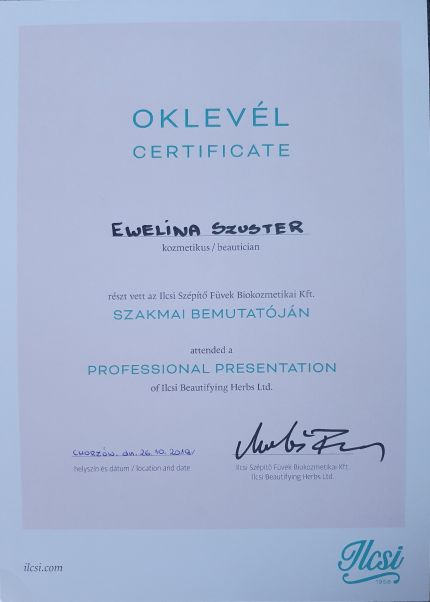 OKLEVÉL
CERTIFICATE
EWELINA SZUSTER
kozmetikus / beautician
részt vett az Ilcsi Szépítő Füvek Biokozmetikai Kft.
SZAKMAI BEMUTATÓJÁN
attended a
PROFESSIONAL PRESENTATION
of Ilcsi Beautifying Herbs Ltd.
CHORZÓW. dn. 26.10.2018r
helyszín és dátum / location and date
Ilcsi Szépítő Füvek Biokozmetikai Kft.
Ilcsi Beautifying Herbs Ltd.
ilcsi.com
Ilcsi
1958